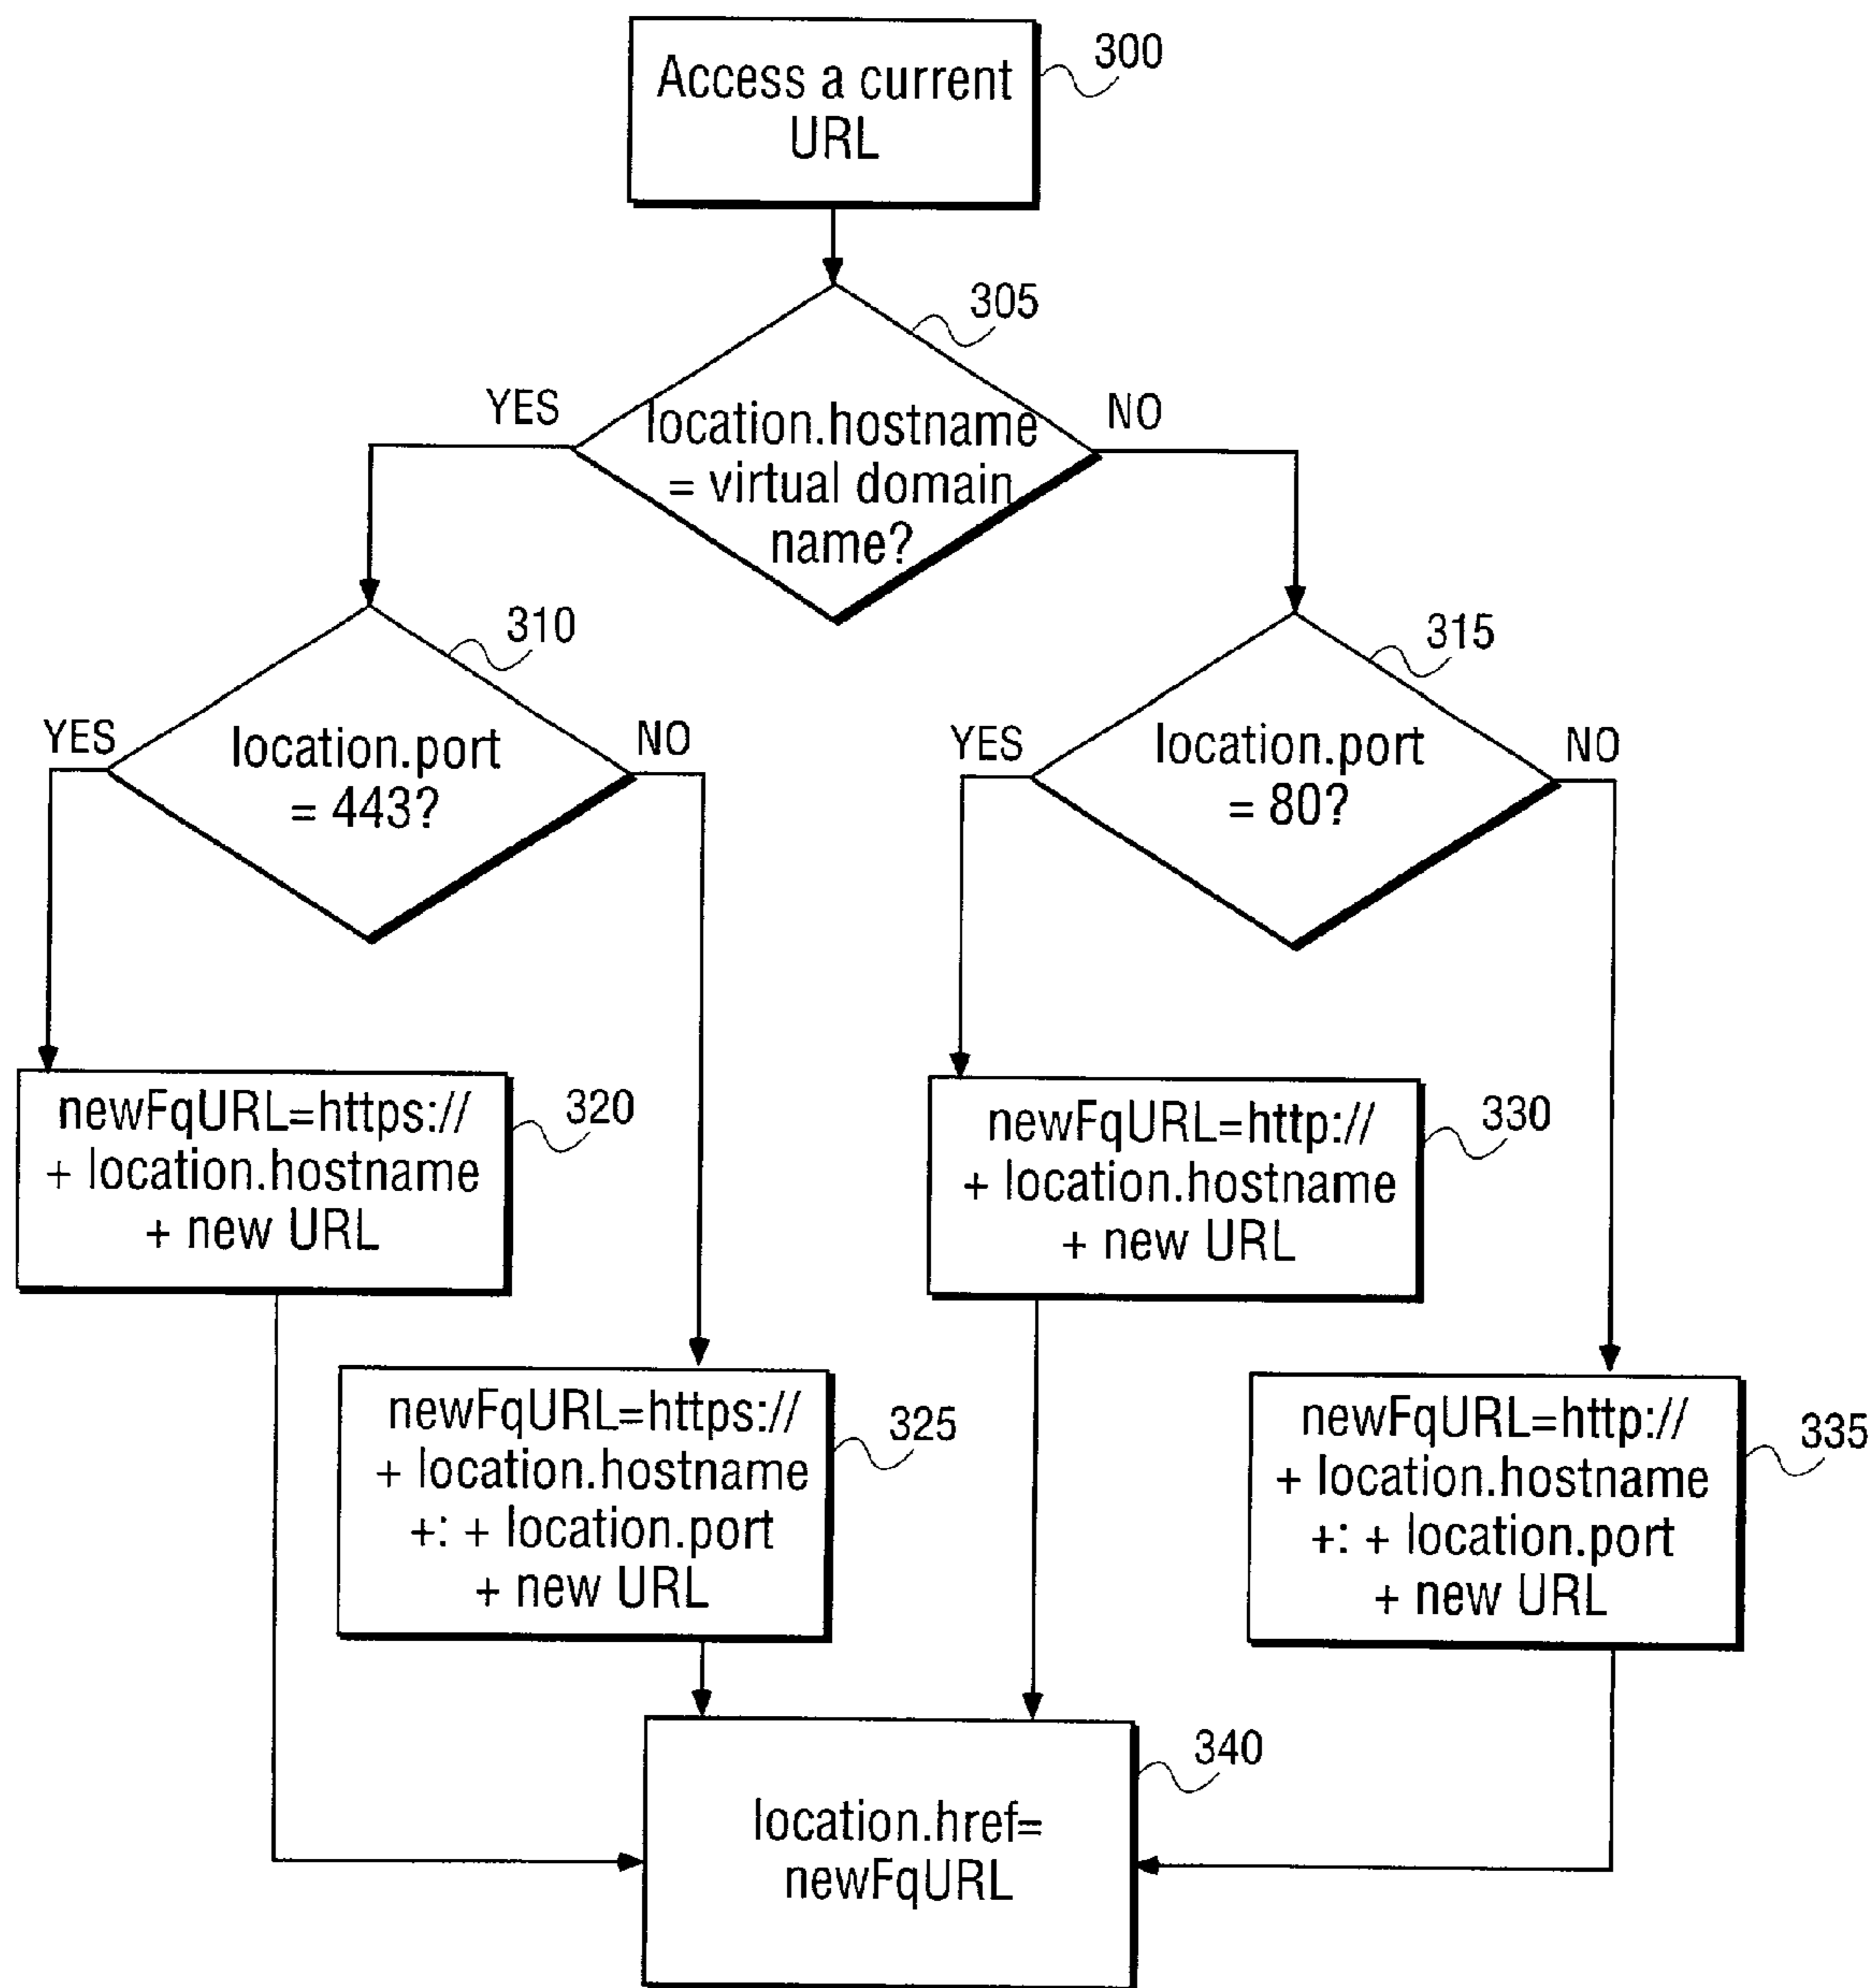 Access a current
URL
300
305
YES
NO
location.hostname
= virtual domain
name?
310
315
YES
NO
location.port
= 443?
YES
NO
location.port
= 80?
newFqURL=https://
+ location.hostname
+ new URL
320
newFqURL=http://
+ location.hostname
+ new URL
330
newFqURL=https://
+ location.hostname
+: + location.port
+ new URL
325
newFqURL=http://
+ location.hostname
+: + location.port
+ new URL
335
340
location.href=
newFqURL